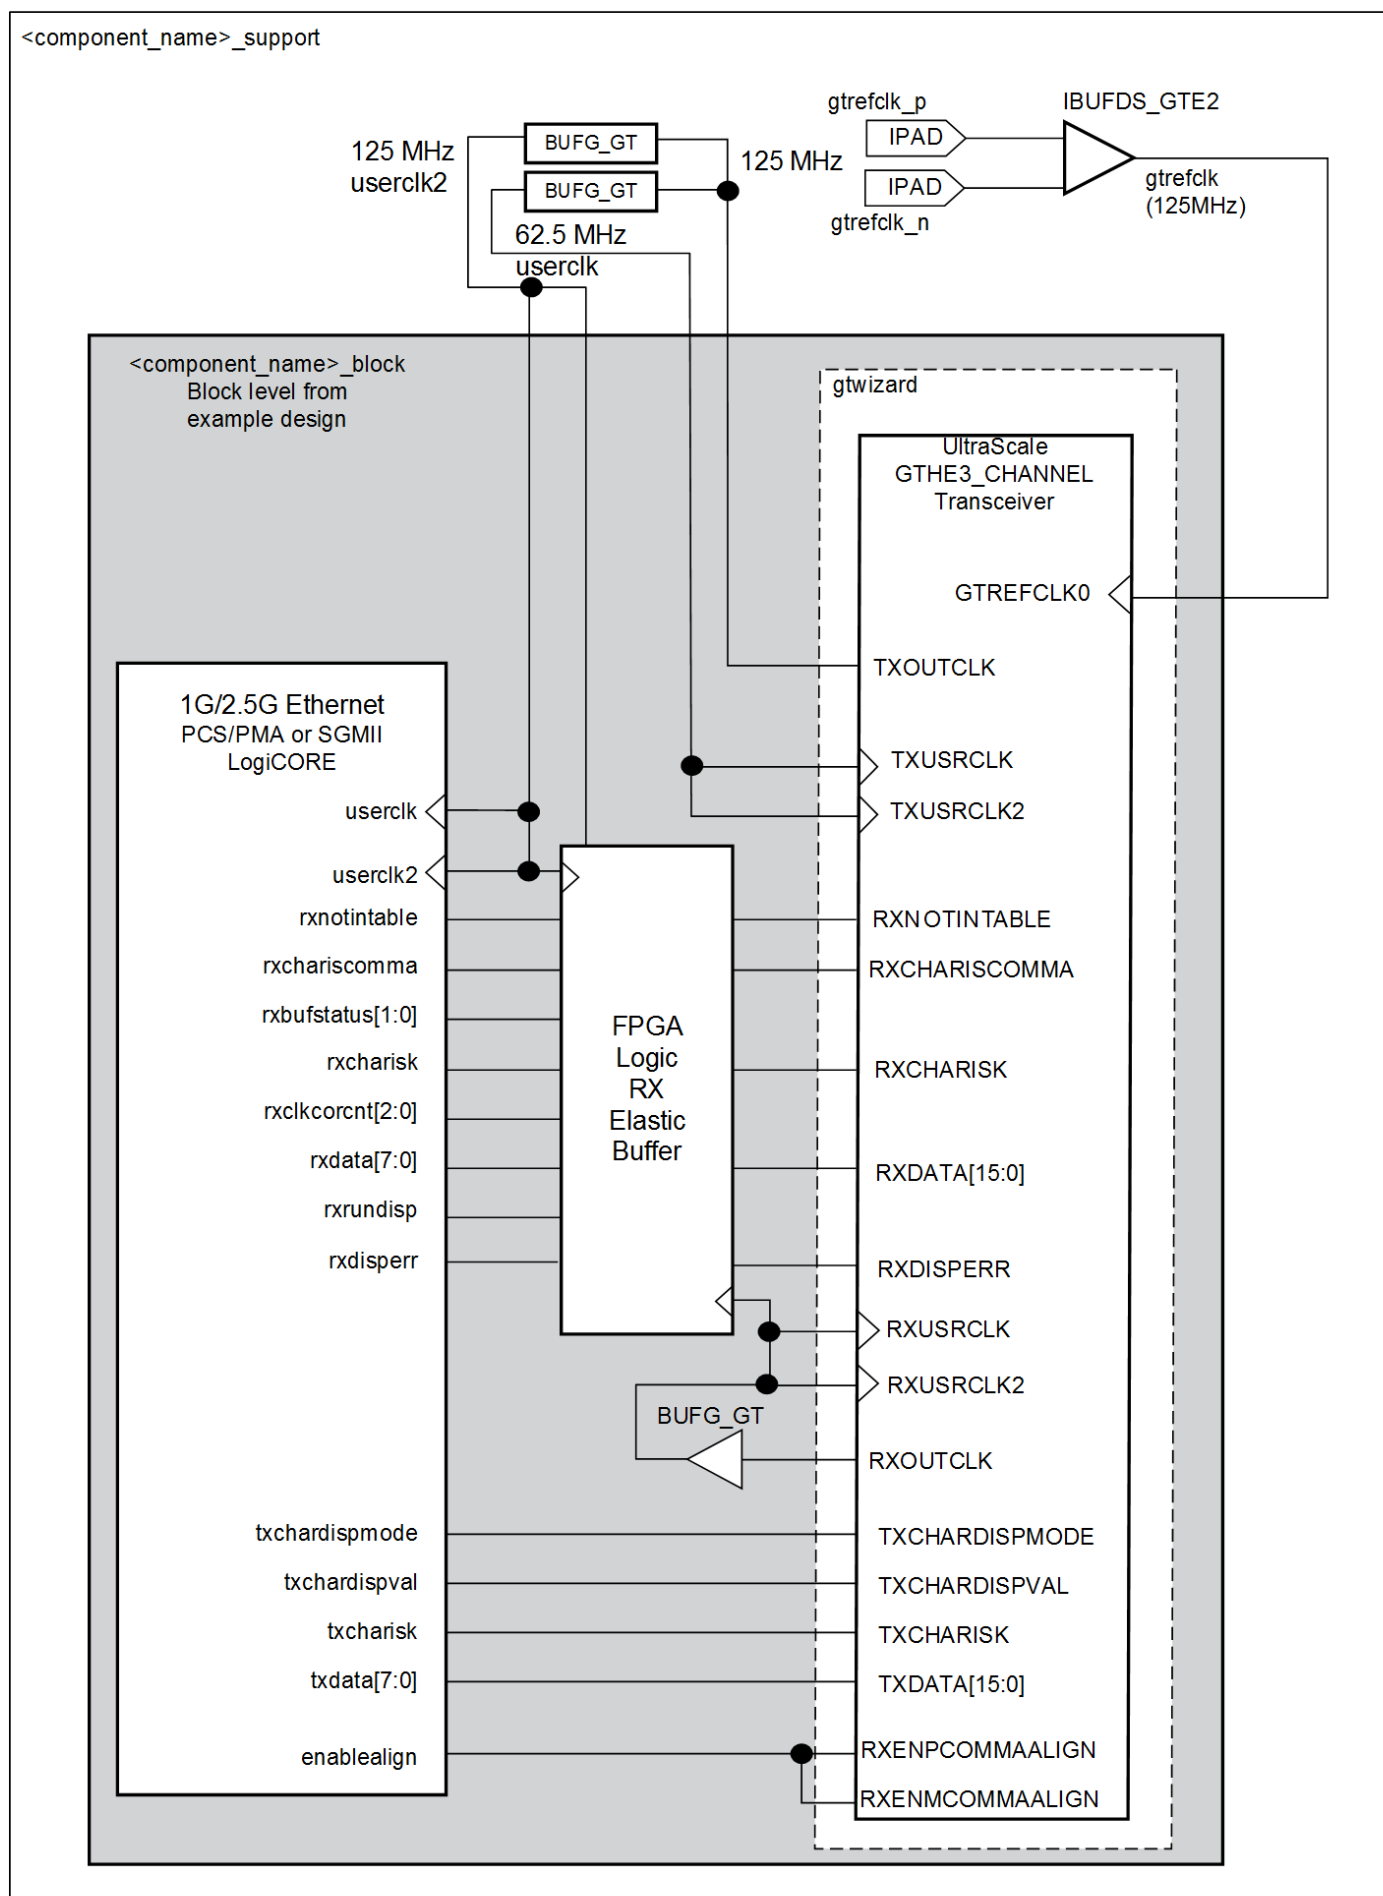 <component_name>_support
gtrefclk_p
IBUFDS_GTE2
125 MHz
userclk2
BUFG_GT
BUFG_GT
125 MHz
IPAD
IPAD
gtrefclk
(125MHz)
gtrefclk_n
62.5 MHz
userclk
<component_name>_block
Block level from
example design
gtwizard
UltraScale
GTHE3_CHANNEL
Transceiver
GTREFCLK0
TXOUTCLK
TXUSRCLK
TXUSRCLK2
RXNOTINTABLE
RXCHARISCOMMA
RXCHARISK
RXDATA[15:0]
RXDISPERR
RXUSRCLK
RXUSRCLK2
RXOUTCLK
TXCHARDISPMODE
TXCHARDISPVAL
TXCHARISK
TXDATA[15:0]
RXENPCOMMAALIGN
RXENMCOMMAALIGN
1G/2.5G Ethernet
PCS/PMA or SGMII
LogiCORE
userclk
userclk2
rxnotintable
rxchariscomma
rxbufstatus[1:0]
rxcharisk
rxclkcorcnt[2:0]
rxdata[7:0]
rxrundisp
rxdisperr
txchardispmode
txchardispval
txcharisk
txdata[7:0]
enablealign
FPGA
Logic
RX
Elastic
Buffer
BUFG_GT